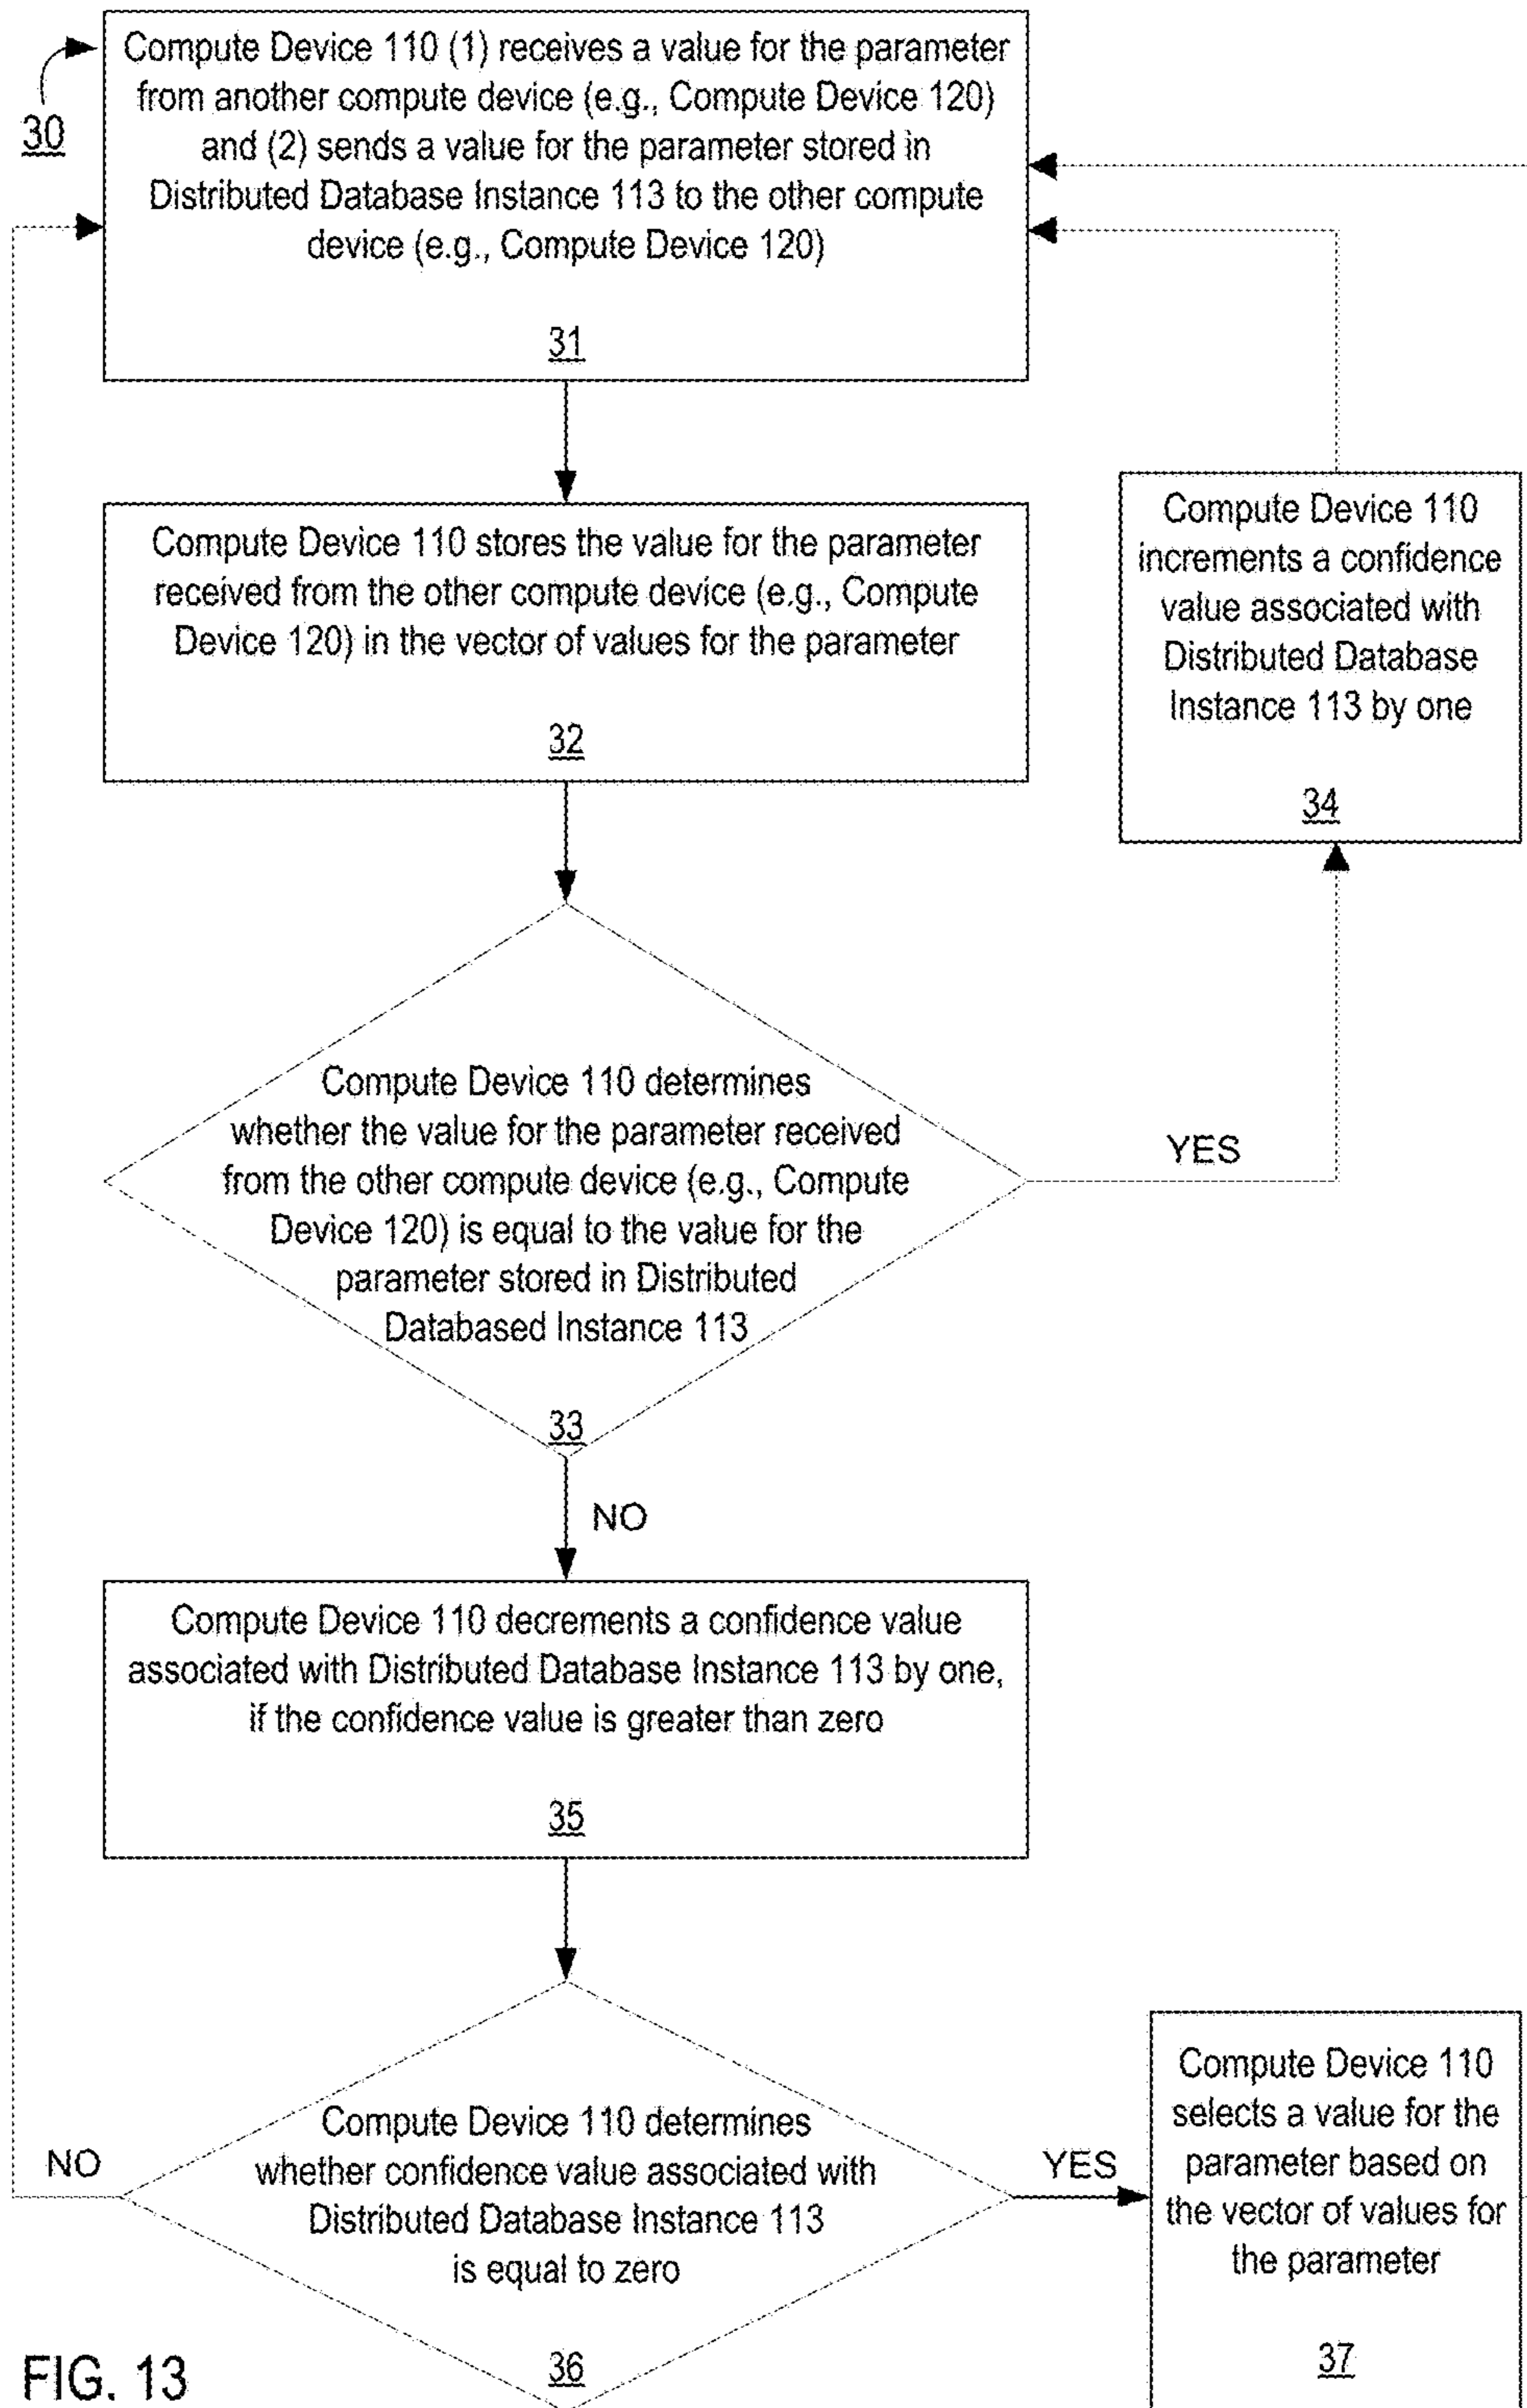 30
Compute Device 110 (1) receives a value for the parameter
from another compute device (e.g., Compute Device 120)
and (2) sends a value for the parameter stored in
Distributed Database Instance 113 to the other compute
device (e.g., Compute Device 120)
31
Compute Device 110 stores the value for the parameter
received from the other compute device (e.g., Compute
Device 120) in the vector of values for the parameter
32
Compute Device 110
increments a confidence
value associated with
Distributed Database
Instance 113 by one
34
Compute Device 110 determines
whether the value for the parameter received
from the other compute device (e.g., Compute
Device 120) is equal to the value for the
parameter stored in Distributed
Databased Instance 113
33
YES
NO
Compute Device 110 decrements a confidence value
associated with Distributed Database Instance 113 by one,
if the confidence value is greater than zero
35
Compute Device 110 determines
whether confidence value associated with
Distributed Database Instance 113
is equal to zero
36
NO
YES
Compute Device 110
selects a value for the
parameter based on
the vector of values for
the parameter
37
FIG. 13